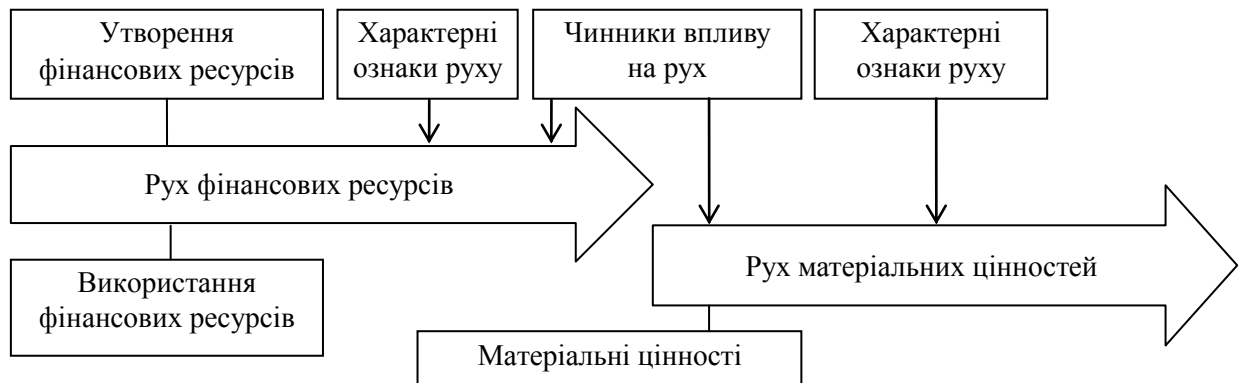 Утворення
фінансових ресурсів
Характерні
ознаки руху
Чинники впливу
на рух
Характерні
ознаки руху
Рух фінансових ресурсів
Рух матеріальних цінностей
Використання
фінансових ресурсів
Матеріальні цінності